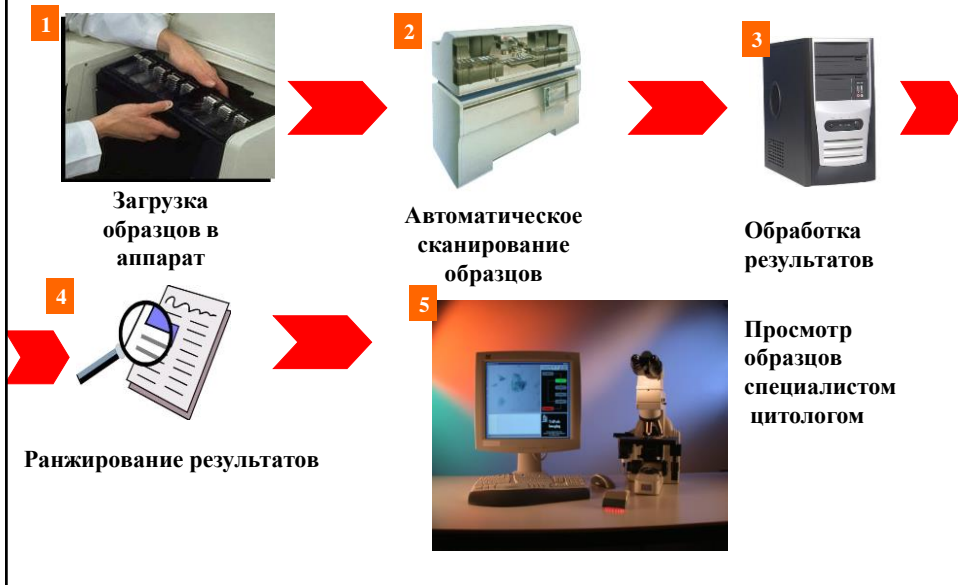 1
Загрузка
образцов в
аппарат
2
Автоматическое
сканирование
образцов
3
Обработка
результатов
4
Ранжирование результатов
5
Просмотр
образцов
специалистом
цитологом